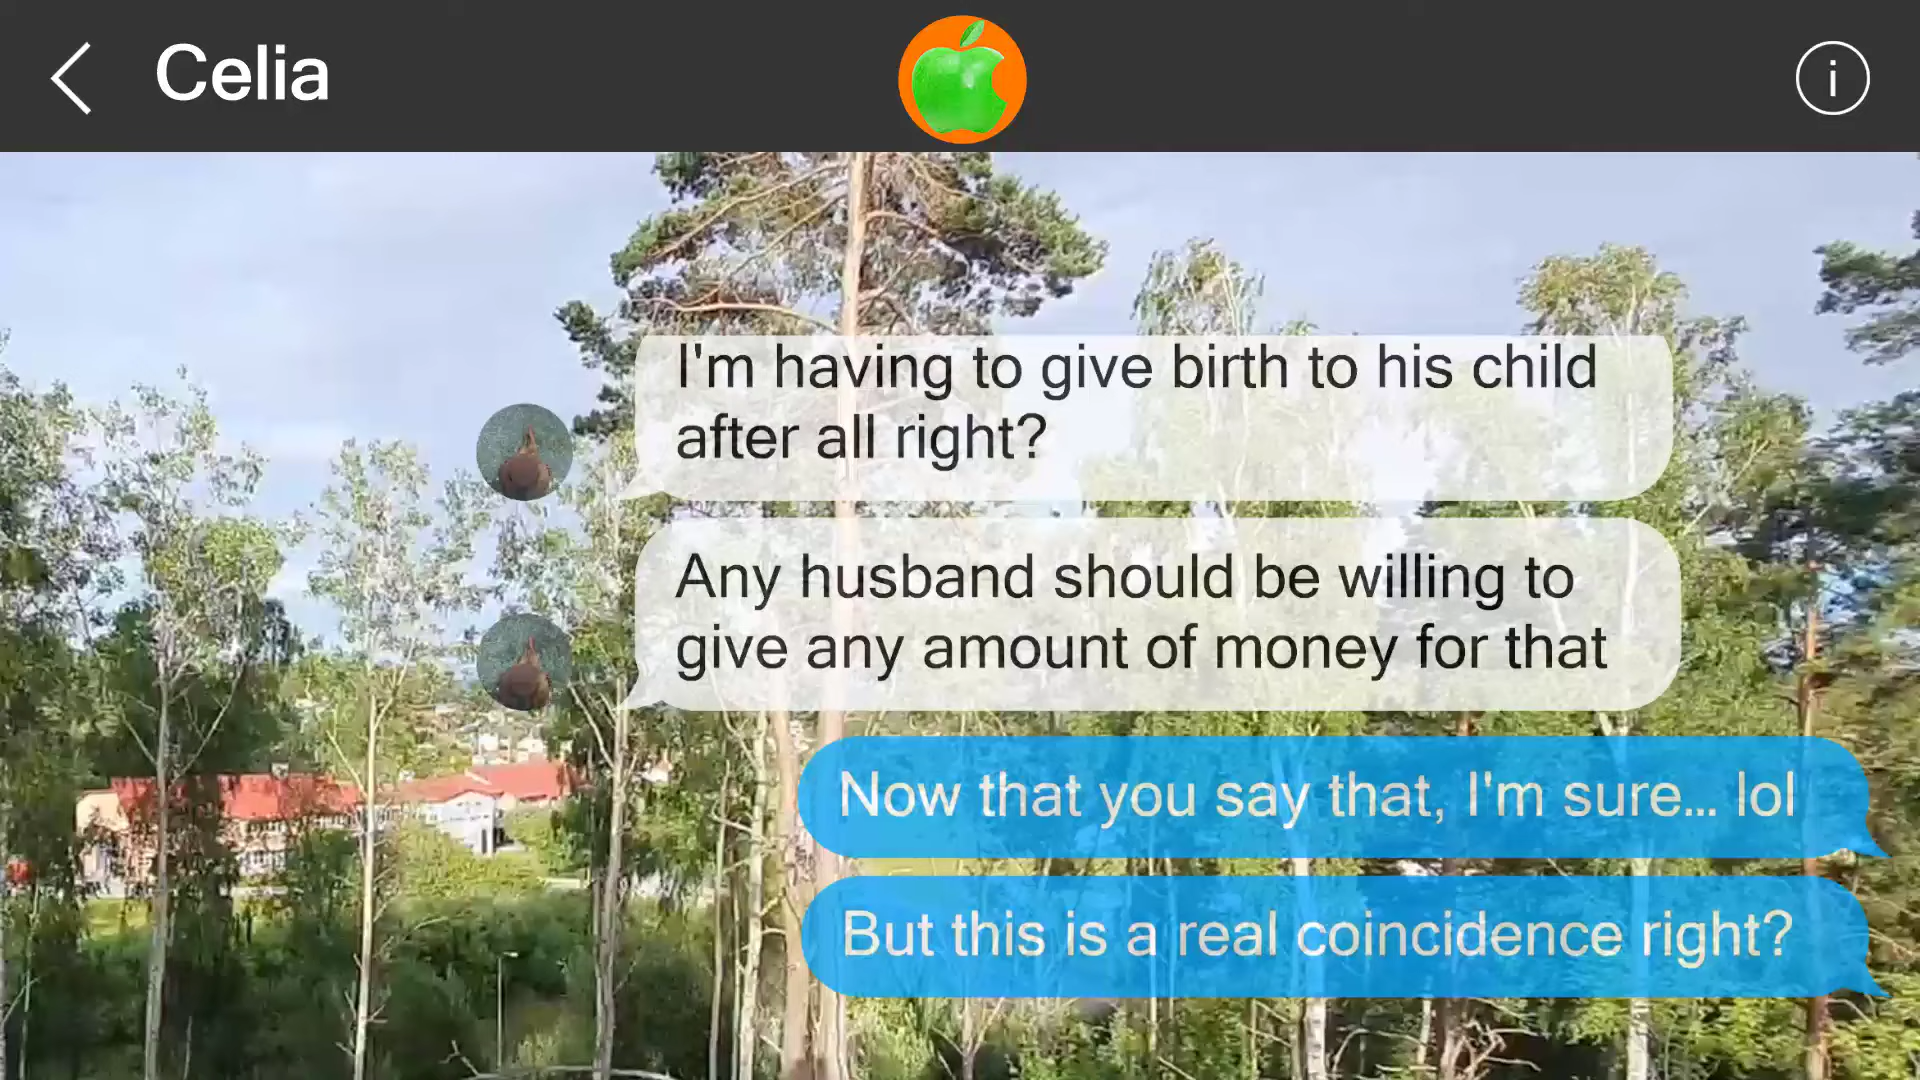 Celia
i
I'm having to give birth to his child
after all right?
Any husband should be willing to
give any amount of money for that
Now that you say that, I'm sure... lol
But this is a real coincidence right?